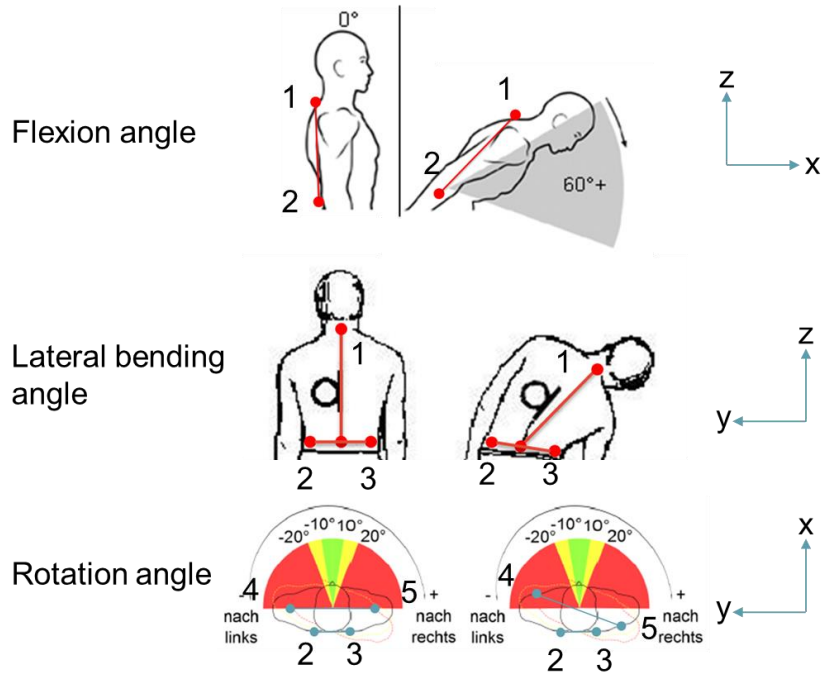 0°
1
2
Flexion angle
1
2
60°+
z
x
1
2 3
Lateral bending
angle
1
2 3
z
y
-20° -10° 10° 20°
4 5
- +
nach
links
nach
rechts
2 3
Rotation angle
-20° -10° 10° 20°
4
5
- +
nach
links
nach
rechts
2 3
x
y